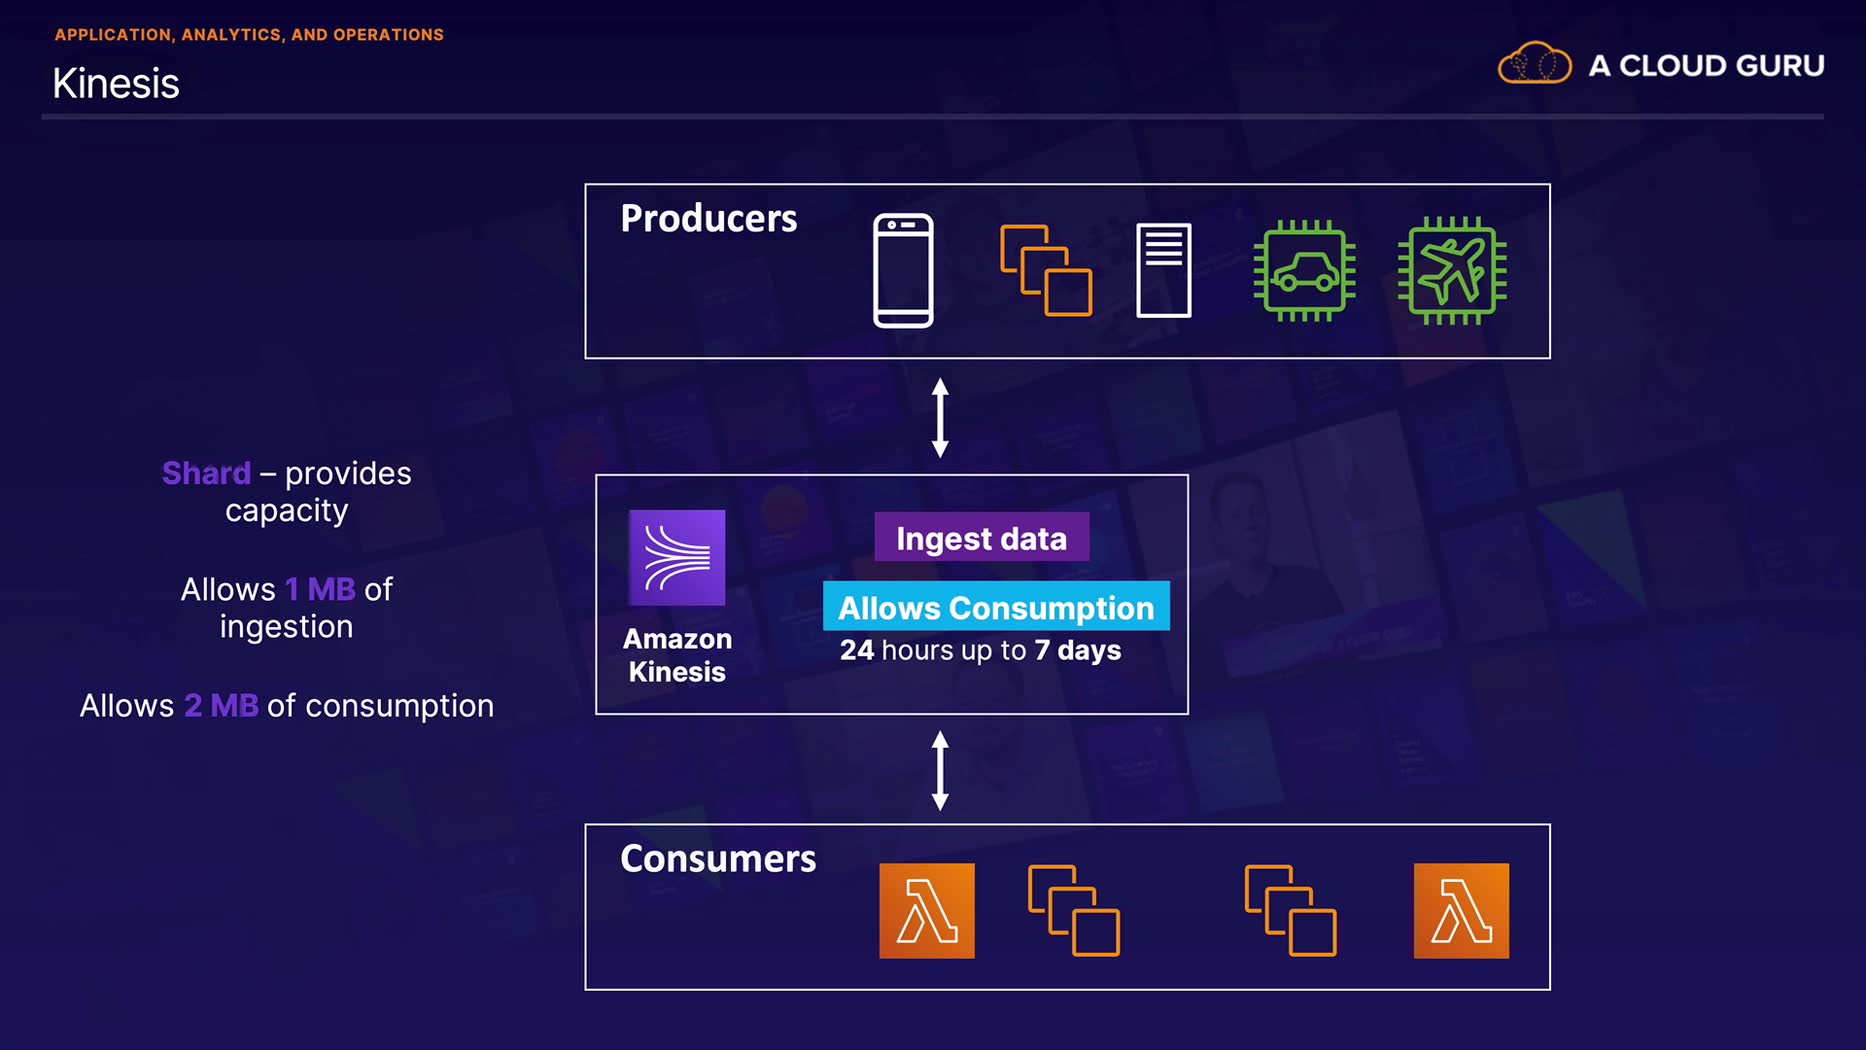 APPLICATION, ANALYTICS, AND OPERATIONS
Kinesis
A CLOUD GURU
Producers
Shard – provides
capacity
Allows 1 MB of
ingestion
Allows 2 MB of consumption
Ingest data
Allows Consumption
24 hours up to 7 days
Amazon
Kinesis
Consumers